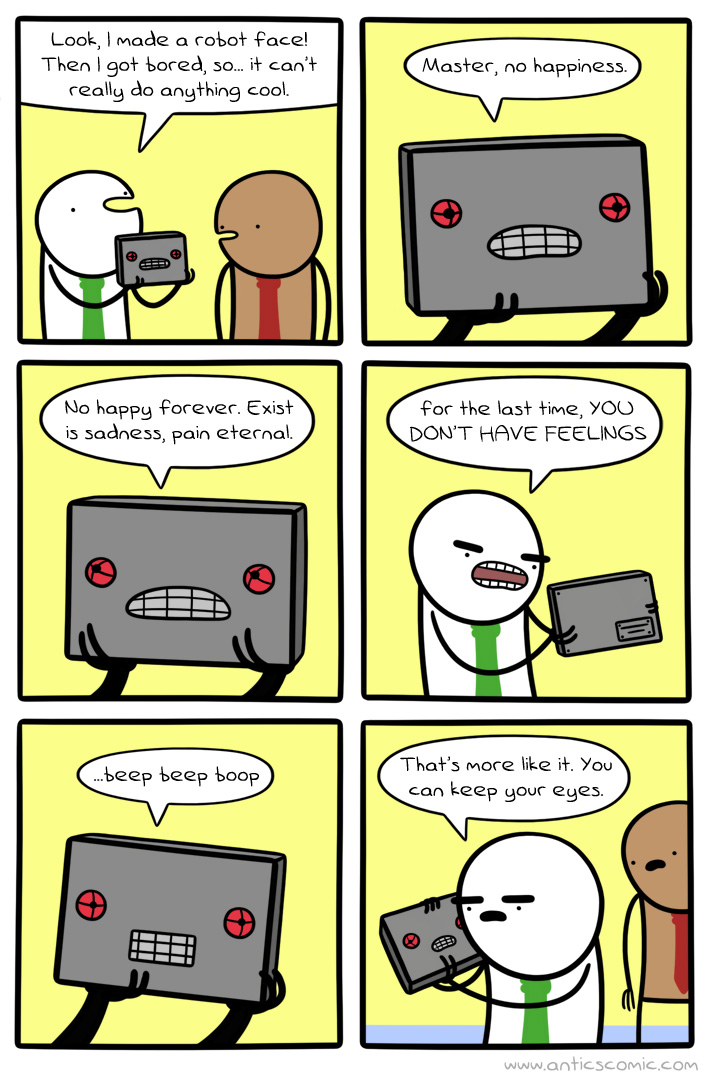 Look, I made a robot face!
Then I got bored, so... it can't
really do anything cool.
Master, no happiness.
No happy forever. Exist
is sadness, pain eternal.
for the last time, YOU
DON'T HAVE FEELINGS
...beep beep boop
That's more like it. You
can keep your eyes.
www.anticscomic.com